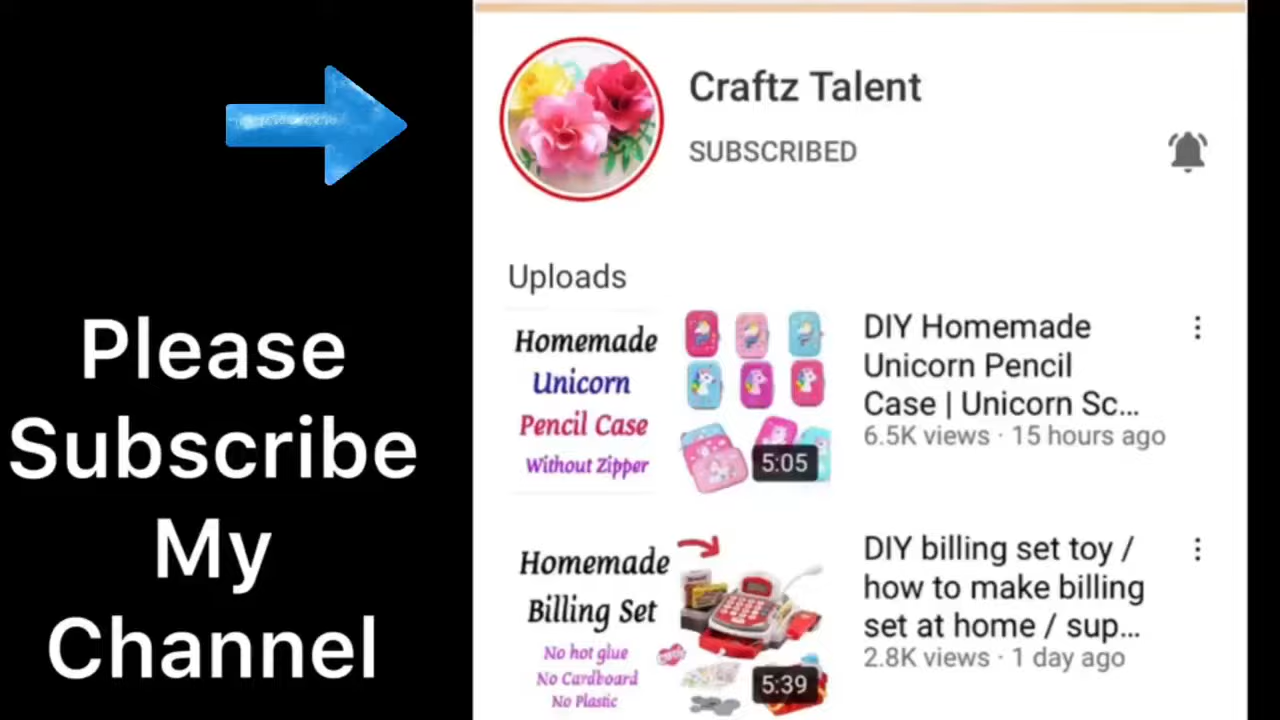 Please
Subscribe
My
Channel
Craftz Talent
SUBSCRIBED
Uploads
Homemade
Unicorn
Pencil Case
Without Zipper
5:05
DIY Homemade
Unicorn Pencil
Case | Unicorn Sc...
6.5K views · 15 hours ago
Homemade
Billing Set
No hot glue
No Cardboard
No Plastic
5:39
DIY billing set toy /
how to make billing
set at home / sup...
2.8K views · 1 day ago